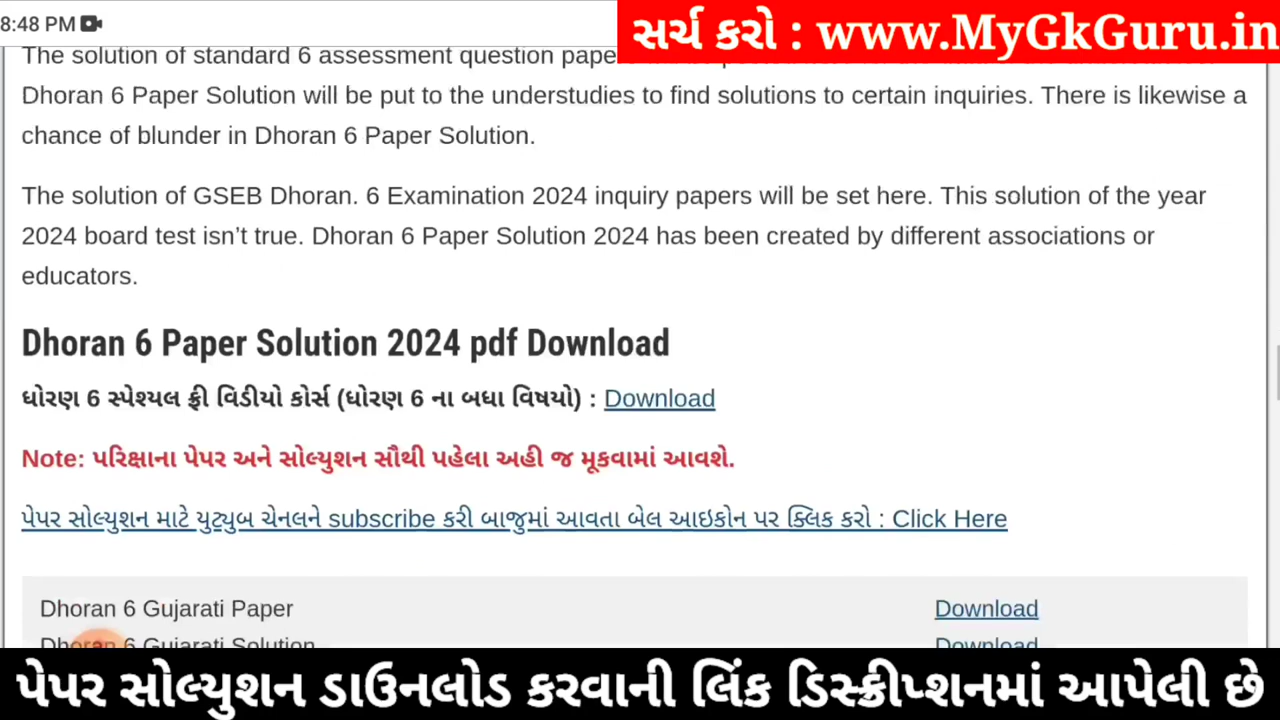 8:48 PM
સર્ચ કરો : www.MyGkGuru.in
The solution of standard 6 assessment question
Dhoran 6 Paper Solution will be put to the understudies to find solutions to certain inquiries. There is likewise a
chance of blunder in Dhoran 6 Paper Solution.
The solution of GSEB Dhoran. 6 Examination 2024 inquiry papers will be set here. This solution of the year
2024 board test isn’t true. Dhoran 6 Paper Solution 2024 has been created by different associations or
educators.
Dhoran 6 Paper Solution 2024 pdf Download
ધોરણ 6 સ્પેશ્યલ ફ્રી વિડીયો કોર્સ (ધોરણ 6 ના બધા વિષયો) : Download
Note: પરિક્ષાના પેપર અને સોલ્યુશન સૌથી પહેલા અહી જ મૂકવામાં આવશે.
પેપર સોલ્યુશન માટે યુટ્યુબ ચેનલને subscribe કરી બાજુમાં આવતા બેલ આઇકોન પર ક્લિક કરો : Click Here
Dhoran 6 Gujarati Paper Download
Dhoran 6 Gujarati Solution Download
પેપર સોલ્યુશન ડાઉનલોડ કરવાની લિંક ડિસ્ક્રીપ્શનમાં આપેલી છે